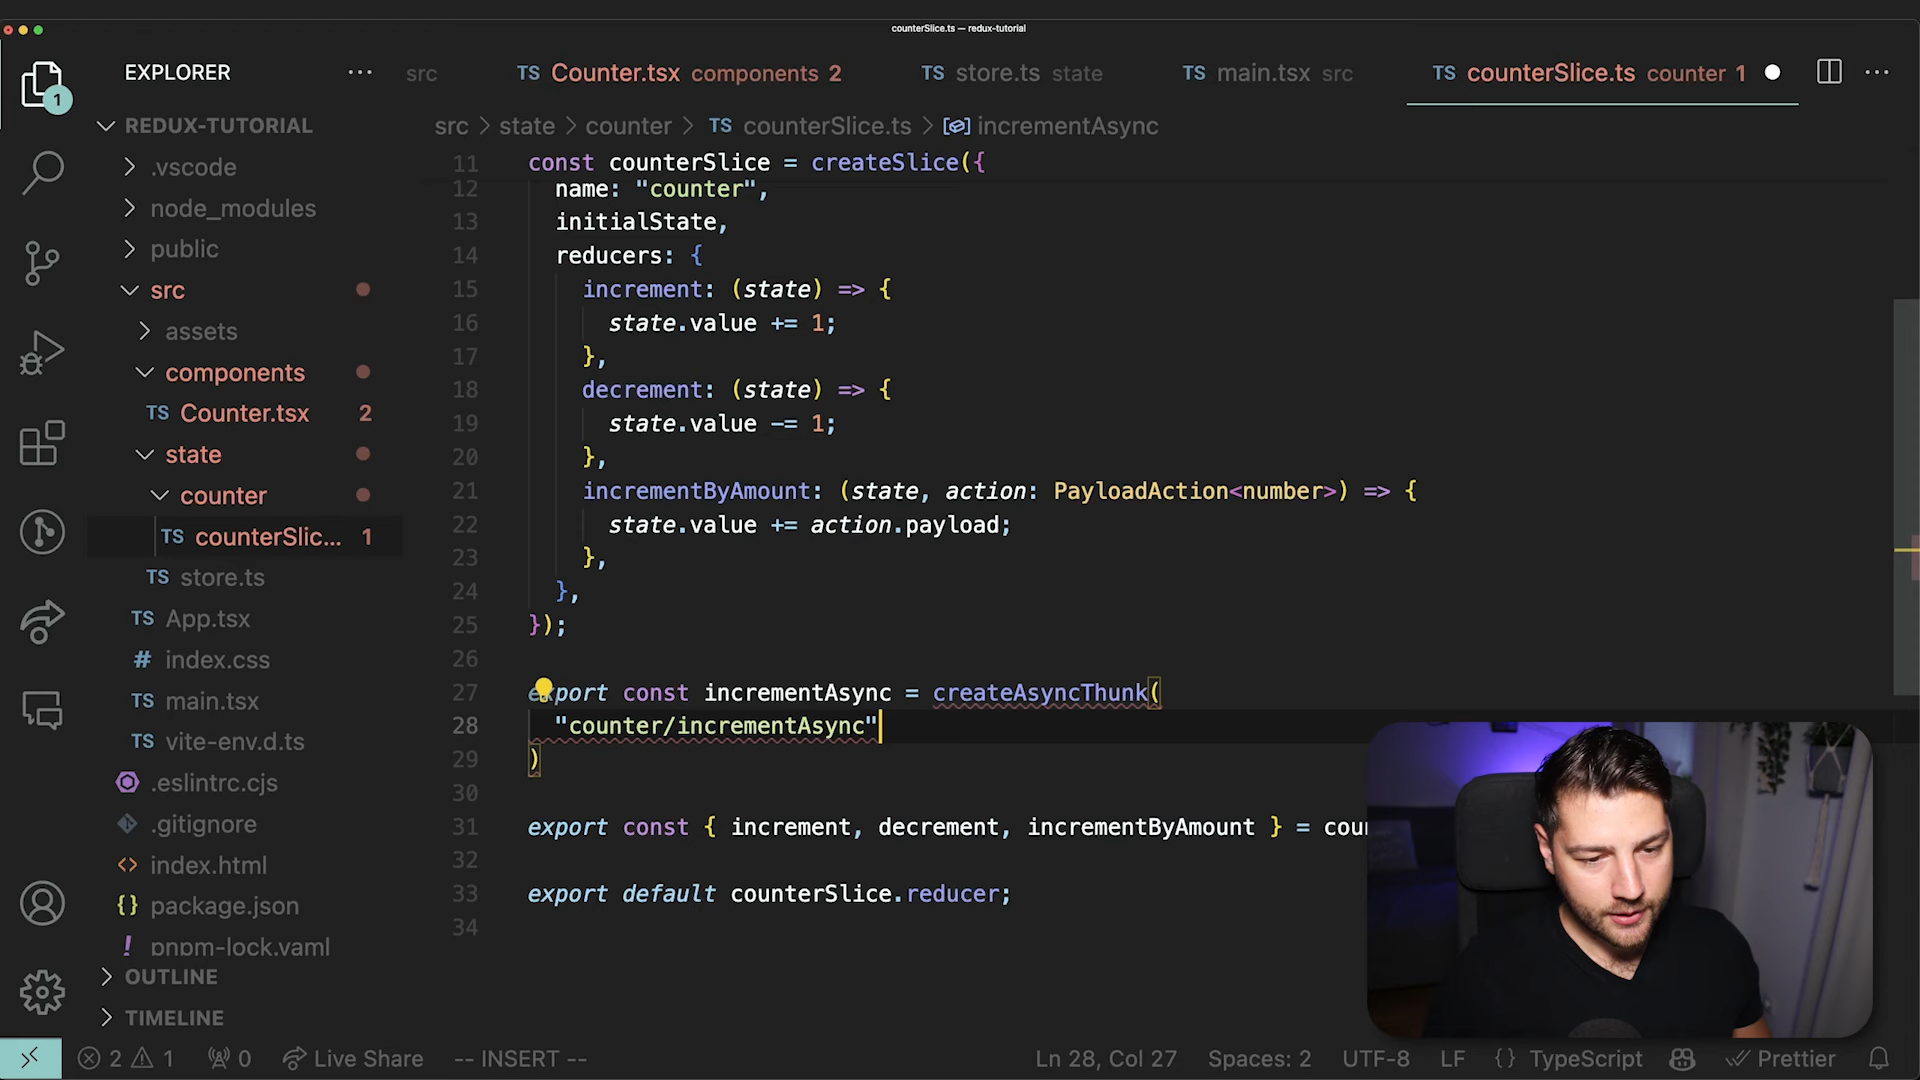 counterSlice.ts — redux-tutorial
EXPLORER
src
TS Counter.tsx components 2
TS store.ts state
TS main.tsx src
TS counterSlice.ts counter 1
1
src > state > counter > TS counterSlice.ts > incrementAsync
REDUX-TUTORIAL
.vscode
node_modules
public
src
assets
components
TS Counter.tsx 2
state
counter
TS counterSlic... 1
TS store.ts
TS App.tsx
# index.css
TS main.tsx
TS vite-env.d.ts
.eslintrc.cjs
.gitignore
<> index.html
{} package.json
! pnpm-lock.yaml
OUTLINE
TIMELINE
11 const counterSlice = createSlice({
12 name: "counter",
13 initialState,
14 reducers: {
15 increment: (state) => {
16 state.value += 1;
17 },
18 decrement: (state) => {
19 state.value -= 1;
20 },
21 incrementByAmount: (state, action: PayloadAction<number>) => {
22 state.value += action.payload;
23 },
24 },
25 });
26
27 export const incrementAsync = createAsyncThunk(
28 "counter/incrementAsync"
29 )
30
31 export const { increment, decrement, incrementByAmount } = cou
32
33 export default counterSlice.reducer;
34
2 1 0 Live Share -- INSERT -- Ln 28, Col 27 Spaces: 2 UTF-8 LF {} TypeScript Prettier